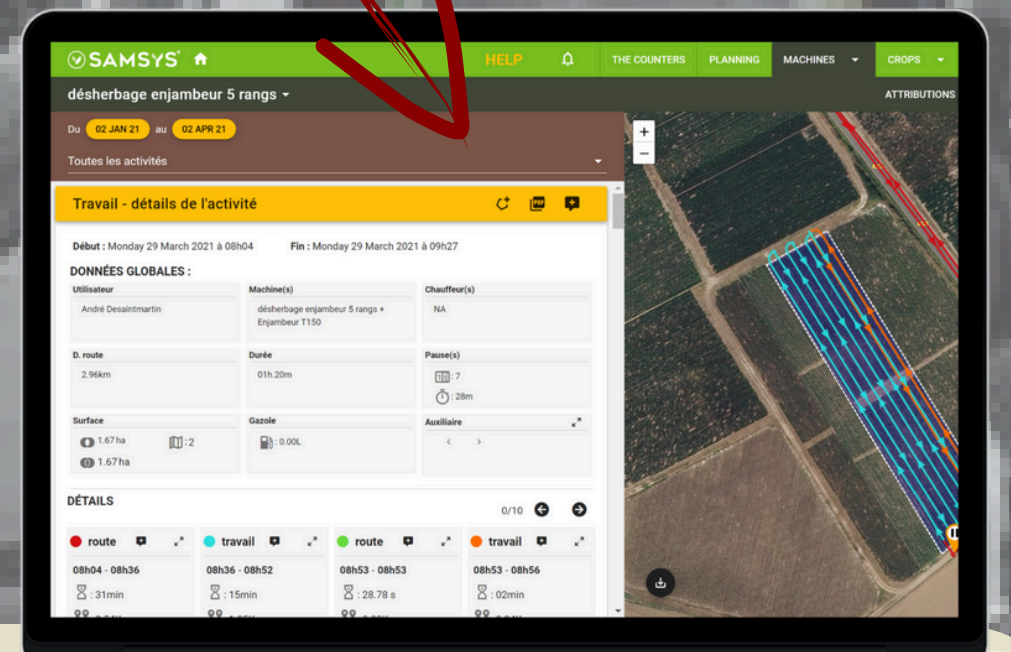 SAMSYS HELP THE COUNTERS PLANNING MACHINES CROPS
désherbage enjambeur 5 rangs ATTRIBUTIONS
Du 02 JAN 21 au 02 APR 21
Toutes les activités
+
−
Travail - détails de l'activité PDF
Début : Monday 29 March 2021 à 08h04 Fin : Monday 29 March 2021 à 09h27
DONNÉES GLOBALES :
Utilisateur Machine(s) Chauffeur(s)
André Desaintmartin désherbage enjambeur 5 rangs + NA
Enjambeur T150
D. route Durée Pause(s)
2.96km 01h.20m : 7
: 28m
Surface Gazole Auxiliaire
1.67 ha :2 : 0.00L < >
1.67 ha
DÉTAILS
0/10
route travail route travail
08h04 - 08h36 08h36 - 08h52 08h53 - 08h53 08h53 - 08h56
: 31min : 15min : 28.78 s : 02min